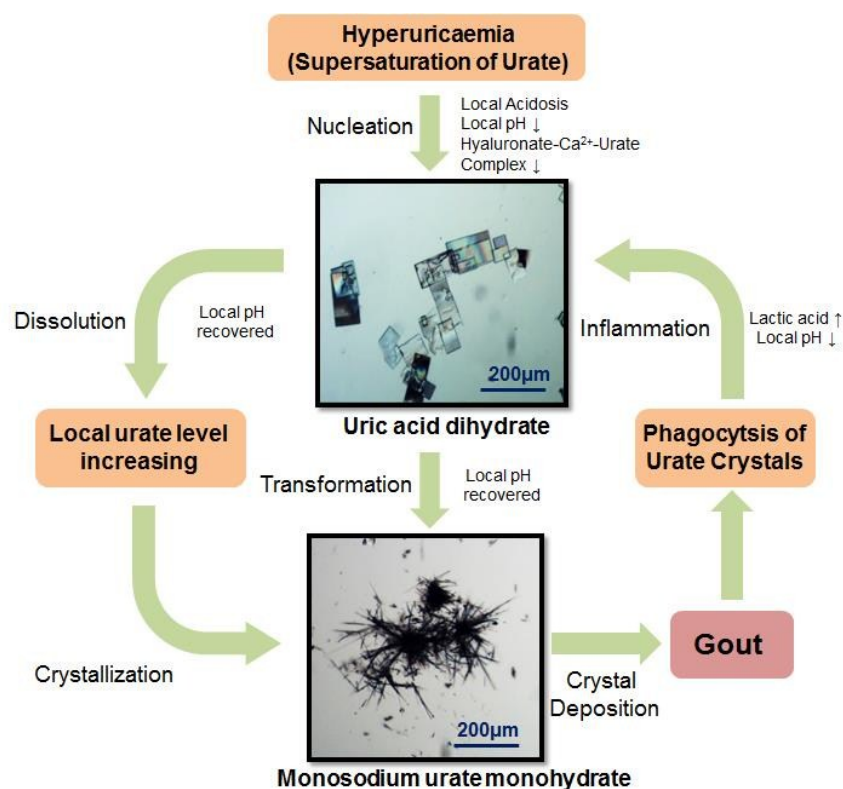 Hyperuricaemia
(Supersaturation of Urate)
Nucleation
Local Acidosis
Local pH ↓
Hyaluronate-Ca²⁺-Urate
Complex ↓
Dissolution
Local pH
recovered
200μm
Inflammation
Lactic acid ↑
Local pH ↓
Uric acid dihydrate
Local urate level
increasing
Phagocytsis of
Urate Crystals
Transformation
Local pH
recovered
Crystallization
200μm
Crystal
Deposition
Gout
Monosodium urate monohydrate